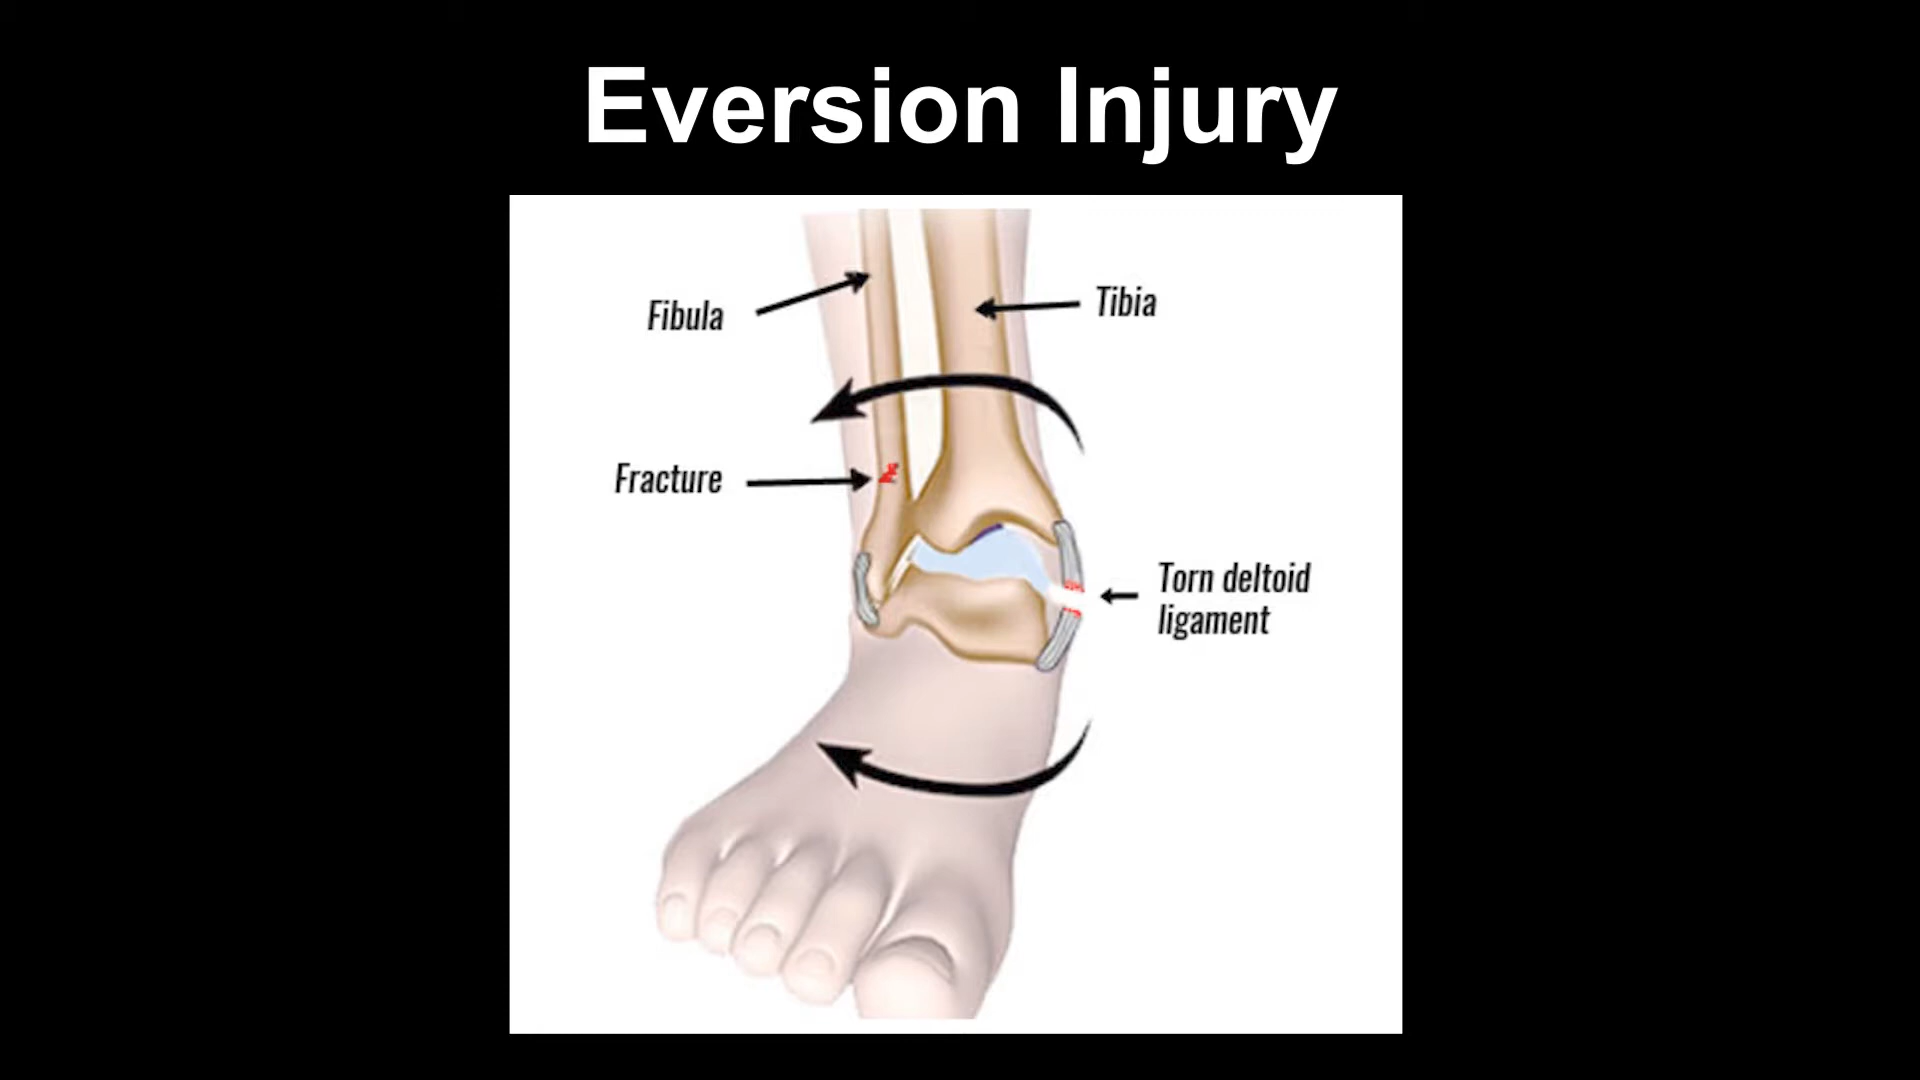 Eversion Injury
Fibula
Tibia
Fracture
Torn deltoid
ligament